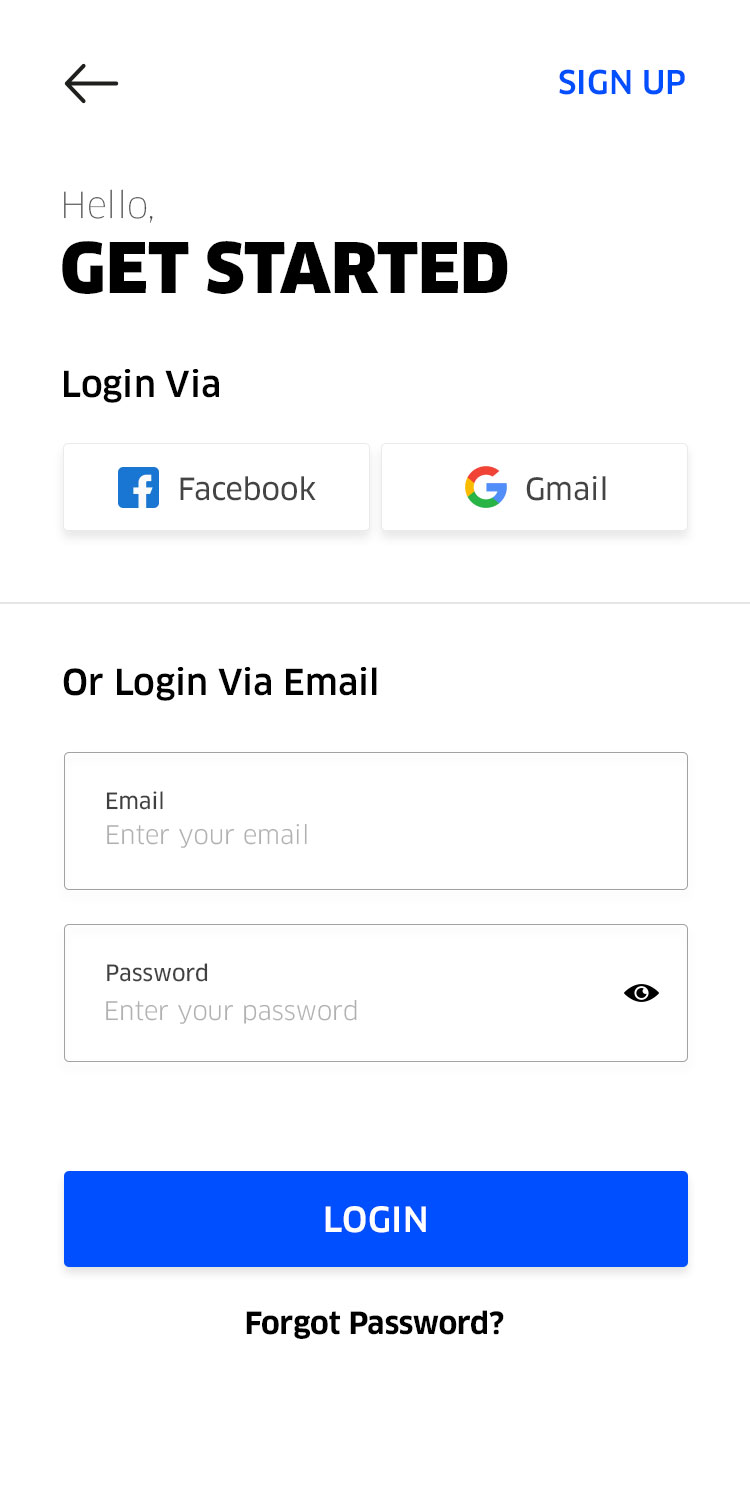 SIGN UP
Hello,
GET STARTED
Login Via
Facebook
Gmail
Or Login Via Email
Email
Enter your email
Password
Enter your password
LOGIN
Forgot Password?